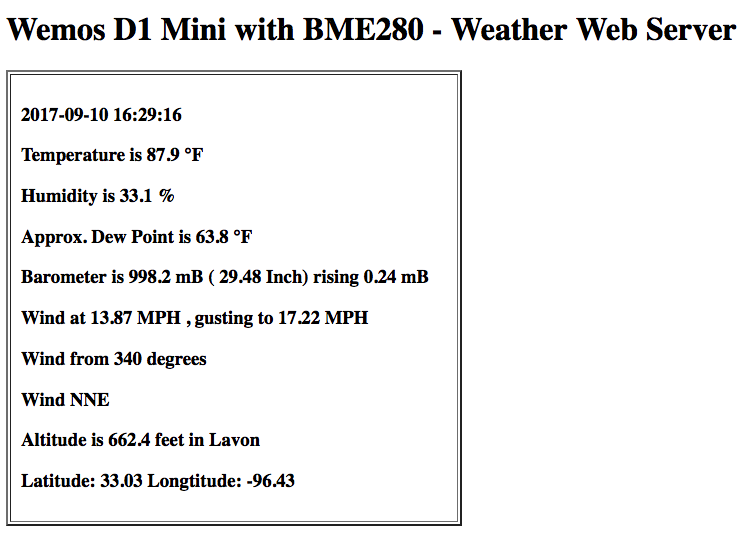 Wemos D1 Mini with BME280 - Weather Web Server
2017-09-10 16:29:16
Temperature is 87.9 °F
Humidity is 33.1 %
Approx. Dew Point is 63.8 °F
Barometer is 998.2 mB ( 29.48 Inch) rising 0.24 mB
Wind at 13.87 MPH , gusting to 17.22 MPH
Wind from 340 degrees
Wind NNE
Altitude is 662.4 feet in Lavon
Latitude: 33.03 Longtitude: -96.43